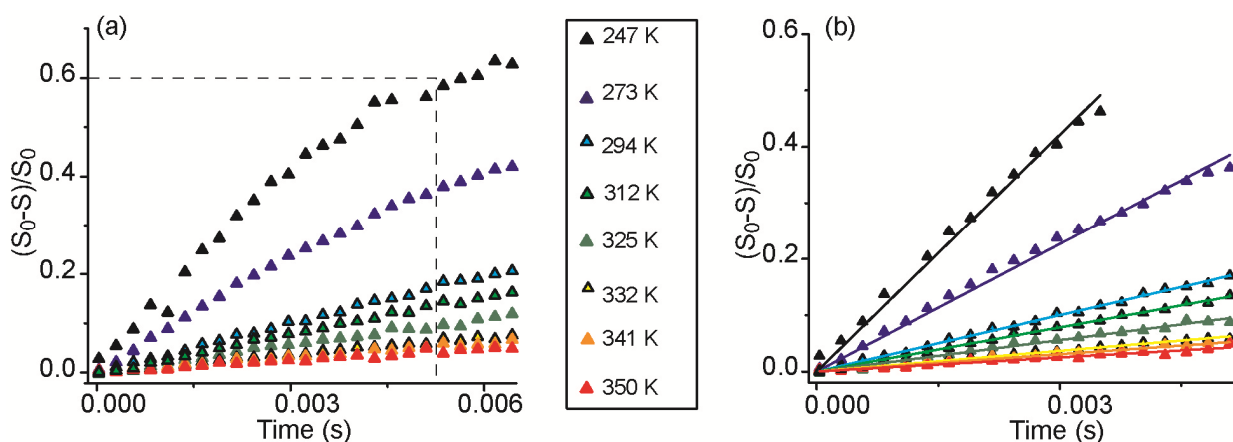 (a)
(S₀-S)/S₀
0.6
0.4
0.2
0.0
0.000
0.003
0.006
Time (s)
247 K
273 K
294 K
312 K
325 K
332 K
341 K
350 K
(b)
(S₀-S)/S₀
0.6
0.4
0.2
0.0
0.000
0.003
Time (s)